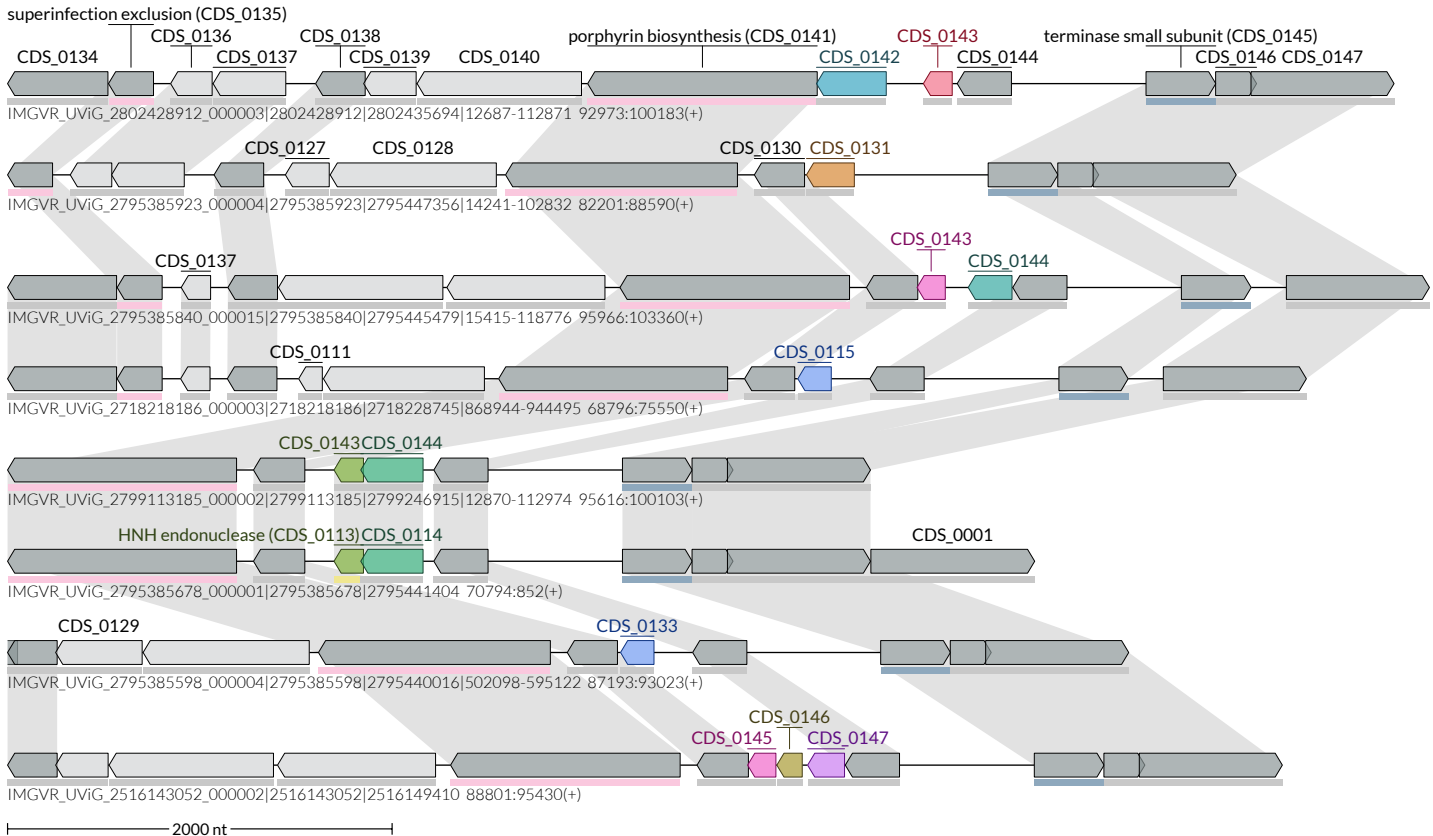 superinfection exclusion (CDS_0135)
CDS_0136 CDS_0138 porphyrin biosynthesis (CDS_0141) CDS_0143 terminase small subunit (CDS_0145)
CDS_0134 CDS_0137 CDS_0139 CDS_0140 CDS_0142 CDS_0144 CDS_0146 CDS_0147
IMGVR_UViG_2802428912_000003|2802428912|2802435694|12687-112871 92973:100183(+)
CDS_0127 CDS_0128 CDS_0130 CDS_0131
IMGVR_UViG_2795385923_000004|2795385923|2795447356|14241-102832 82201:88590(+)
CDS_0143
CDS_0137 CDS_0144
IMGVR_UViG_2795385840_000015|2795385840|2795445479|15415-118776 95966:103360(+)
CDS_0111 CDS_0115
IMGVR_UViG_2718218186_000003|2718218186|2718228745|868944-944495 68796:75550(+)
CDS_0143 CDS_0144
IMGVR_UViG_2799113185_000002|2799113185|2799246915|12870-112974 95616:100103(+)
HNH endonuclease (CDS_0113) CDS_0114 CDS_0001
IMGVR_UViG_2795385678_000001|2795385678|2795441404 70794:852(+)
CDS_0129 CDS_0133
IMGVR_UViG_2795385598_000004|2795385598|2795440016|502098-595122 87193:93023(+)
CDS_0146
CDS_0145 CDS_0147
IMGVR_UViG_2516143052_000002|2516143052|2516149410 88801:95430(+)
2000 nt